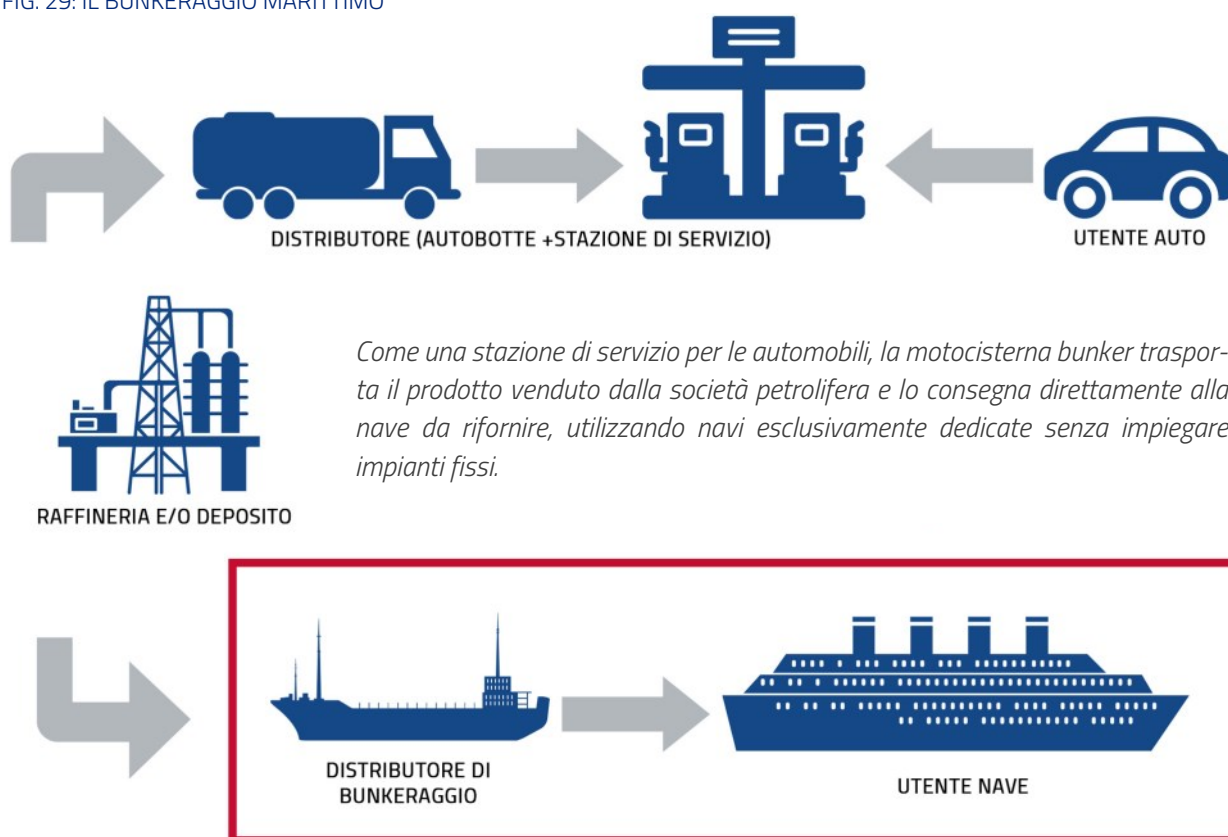 FIG. 29: IL BUNKERAGGIO MARITTIMO
DISTRIBUTORE (AUTOBOTTE +STAZIONE DI SERVIZIO)
UTENTE AUTO
Come una stazione di servizio per le automobili, la motocisterna bunker traspor-
ta il prodotto venduto dalla società petrolifera e lo consegna direttamente alla
nave da rifornire, utilizzando navi esclusivamente dedicate senza impiegare
impianti fissi.
RAFFINERIA E/O DEPOSITO
DISTRIBUTORE DI
BUNKERAGGIO
UTENTE NAVE